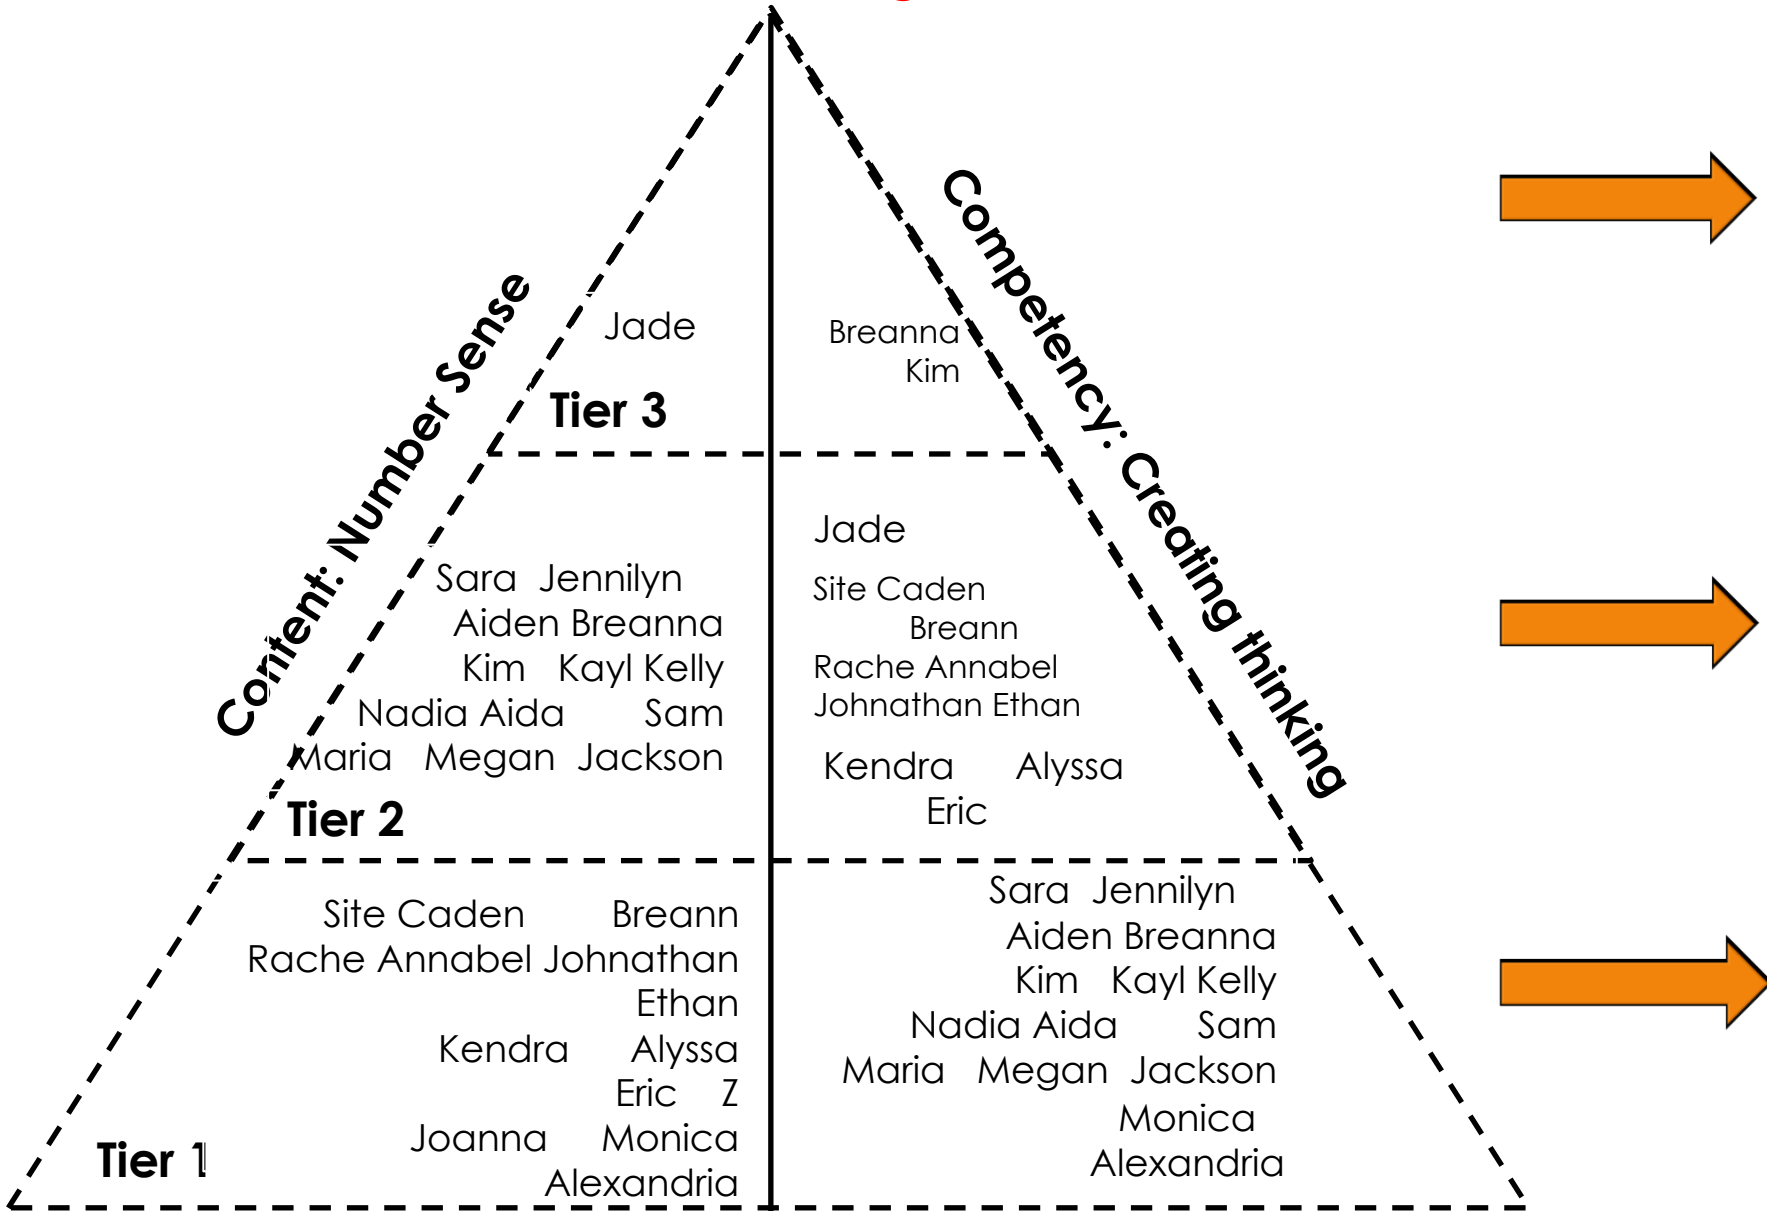 Content: Number Sense
Jade
Tier 3
Sara Jennilyn
Aiden Breanna
Kim Kayl Kelly
Nadia Aida Sam
Maria Megan Jackson
Tier 2
Site Caden Breann
Rache Annabel Johnathan
Ethan
Kendra Alyssa
Eric Z
Joanna Monica
Alexandria
Tier 1
Competency: Creating thinking
Breanna
Kim
Jade
Site Caden
Breann
Rache Annabel
Johnathan Ethan
Kendra Alyssa
Eric
Sara Jennilyn
Aiden Breanna
Kim Kayl Kelly
Nadia Aida Sam
Maria Megan Jackson
Monica
Alexandria